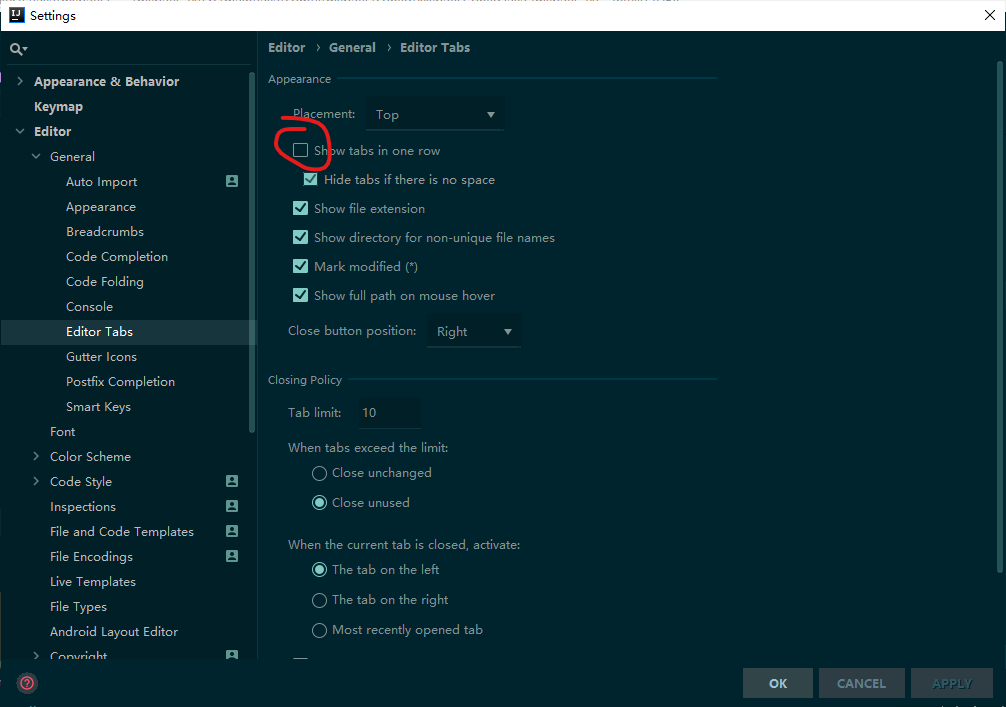 IJ Settings
Editor › General › Editor Tabs
Appearance & Behavior
Keymap
Editor
General
Auto Import
Appearance
Breadcrumbs
Code Completion
Code Folding
Console
Editor Tabs
Gutter Icons
Postfix Completion
Smart Keys
Font
Color Scheme
Code Style
Inspections
File and Code Templates
File Encodings
Live Templates
File Types
Android Layout Editor
Copyright
Appearance
Placement: Top
Show tabs in one row
Hide tabs if there is no space
Show file extension
Show directory for non-unique file names
Mark modified (*)
Show full path on mouse hover
Close button position: Right
Closing Policy
Tab limit: 10
When tabs exceed the limit:
Close unchanged
Close unused
When the current tab is closed, activate:
The tab on the left
The tab on the right
Most recently opened tab
? OK CANCEL APPLY